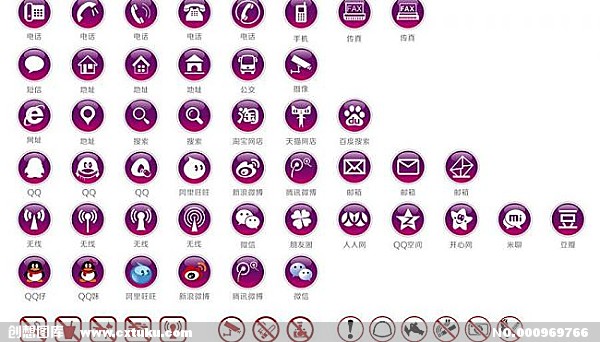 FAX FAX
电话 电话 电话 电话 电话 手机 传真 传真
短信 地址 地址 地址 公交 图像
du
网址 地址 搜索 搜索 淘宝网店 天猫网店 百度搜索
QQ QQ QQ 阿里旺旺 新浪微博 腾讯微博 邮箱 邮箱 邮箱
mi 豆
无线 无线 无线 无线 微信 朋友圈 人人网 QQ空间 开心网 米聊 豆瓣
QQ仔 QQ妹 阿里旺旺 新浪微博 腾讯微博 微信
创想图库 www.cxtuku.com NO.000969766